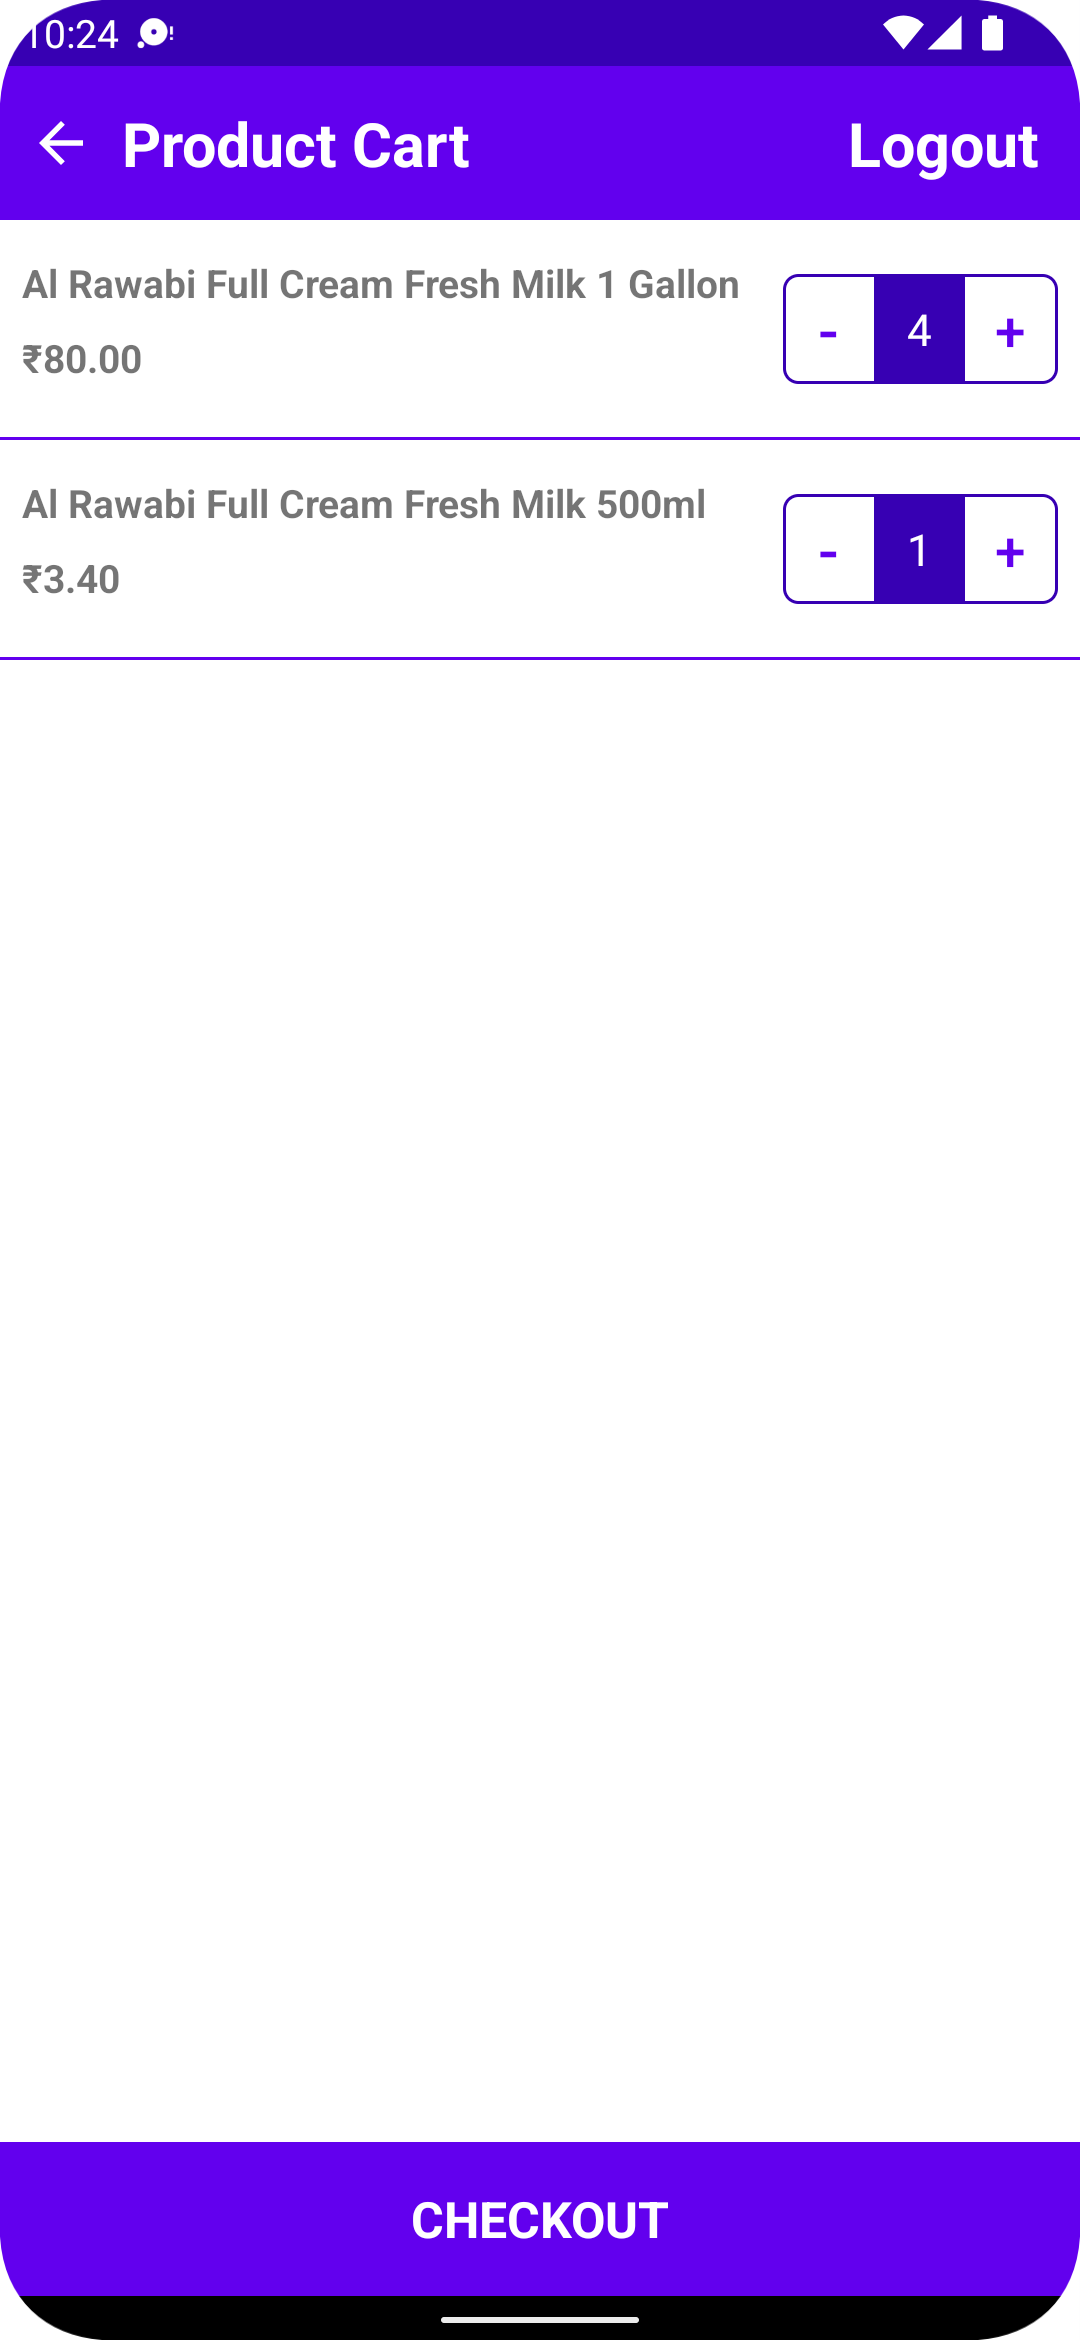 10:24
Product Cart Logout
Al Rawabi Full Cream Fresh Milk 1 Gallon
₹80.00
- 4 +
Al Rawabi Full Cream Fresh Milk 500ml
₹3.40
- 1 +
CHECKOUT